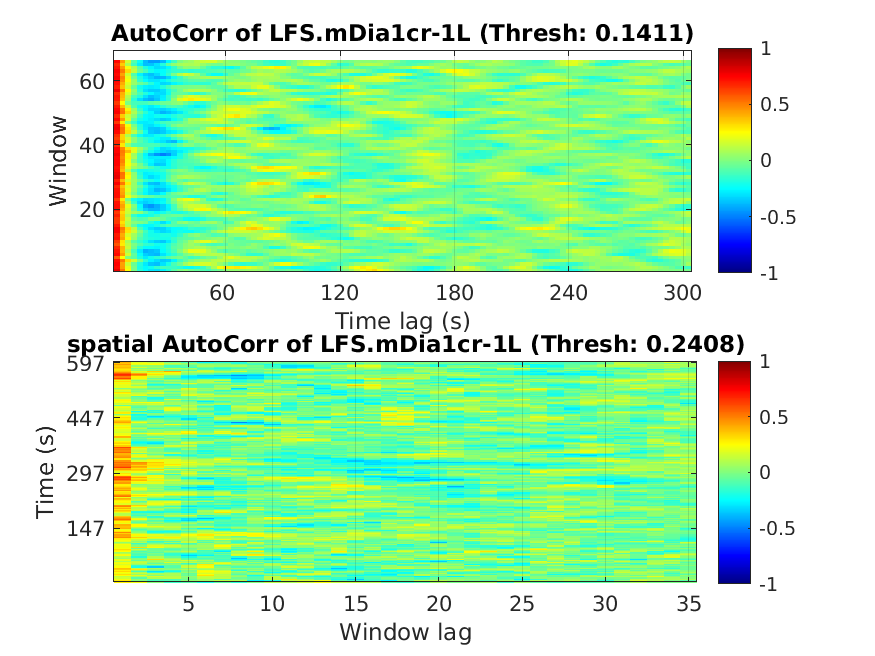 AutoCorr of LFS.mDia1cr-1L (Thresh: 0.1411)
1
0.5
0
-0.5
-1
60
40
20
Window
60 120 180 240 300
Time lag (s)
spatial AutoCorr of LFS.mDia1cr-1L (Thresh: 0.2408)
597
447
297
147
Time (s)
1
0.5
0
-0.5
-1
5 10 15 20 25 30 35
Window lag